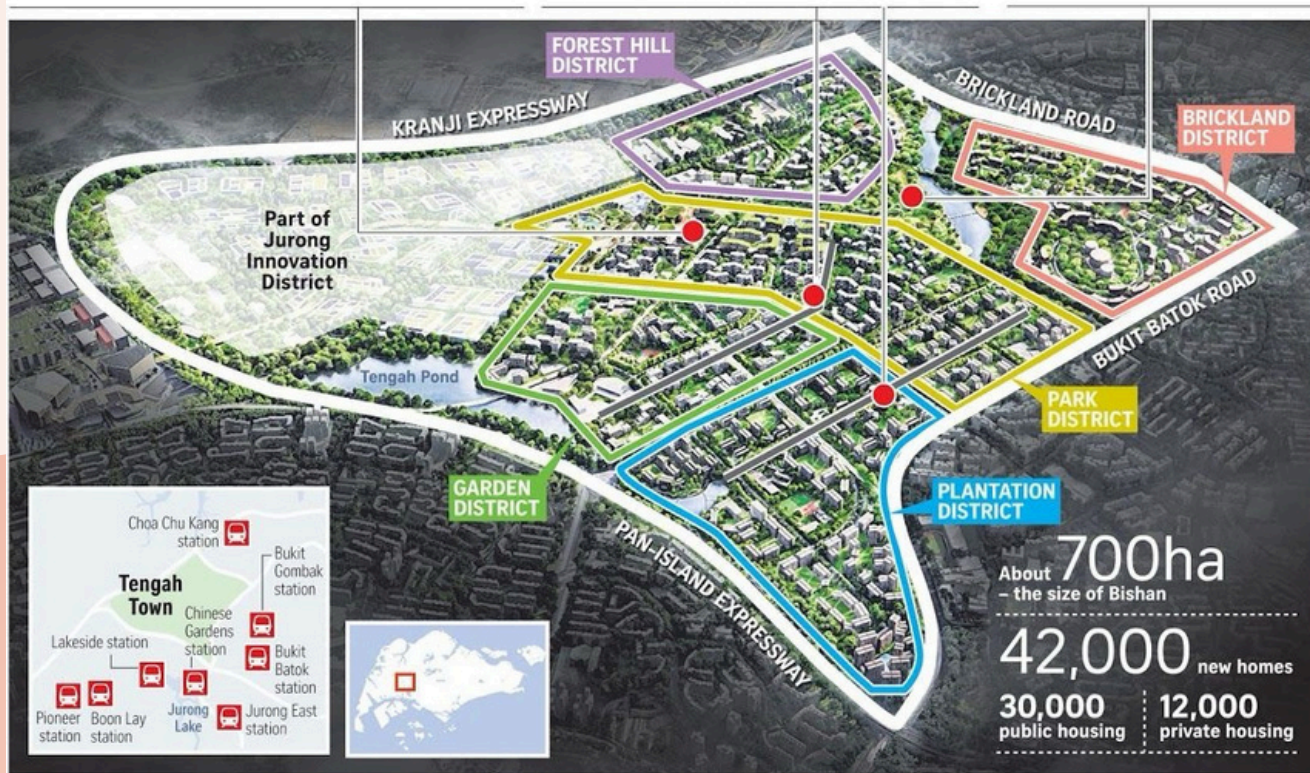 FOREST HILL
DISTRICT
KRANJI EXPRESSWAY
BRICKLAND ROAD
BRICKLAND
DISTRICT
Part of
Jurong
Innovation
District
BUKIT BATOK ROAD
Tengah Pond
PARK
DISTRICT
GARDEN
DISTRICT
PLANTATION
DISTRICT
PAN-ISLAND EXPRESSWAY
Choa Chu Kang
station
Bukit
Gombak
station
Tengah
Town
Chinese
Gardens
station
Lakeside station
Bukit
Batok
station
Pioneer
station
Boon Lay
station
Jurong
Lake
Jurong East
station
About 700ha
– the size of Bishan
42,000 new homes
30,000
public housing
12,000
private housing